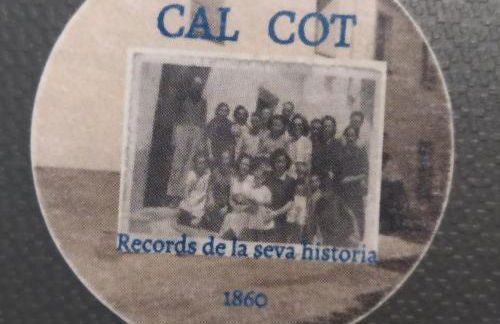 CAL COT
Records de la seva historia
1860